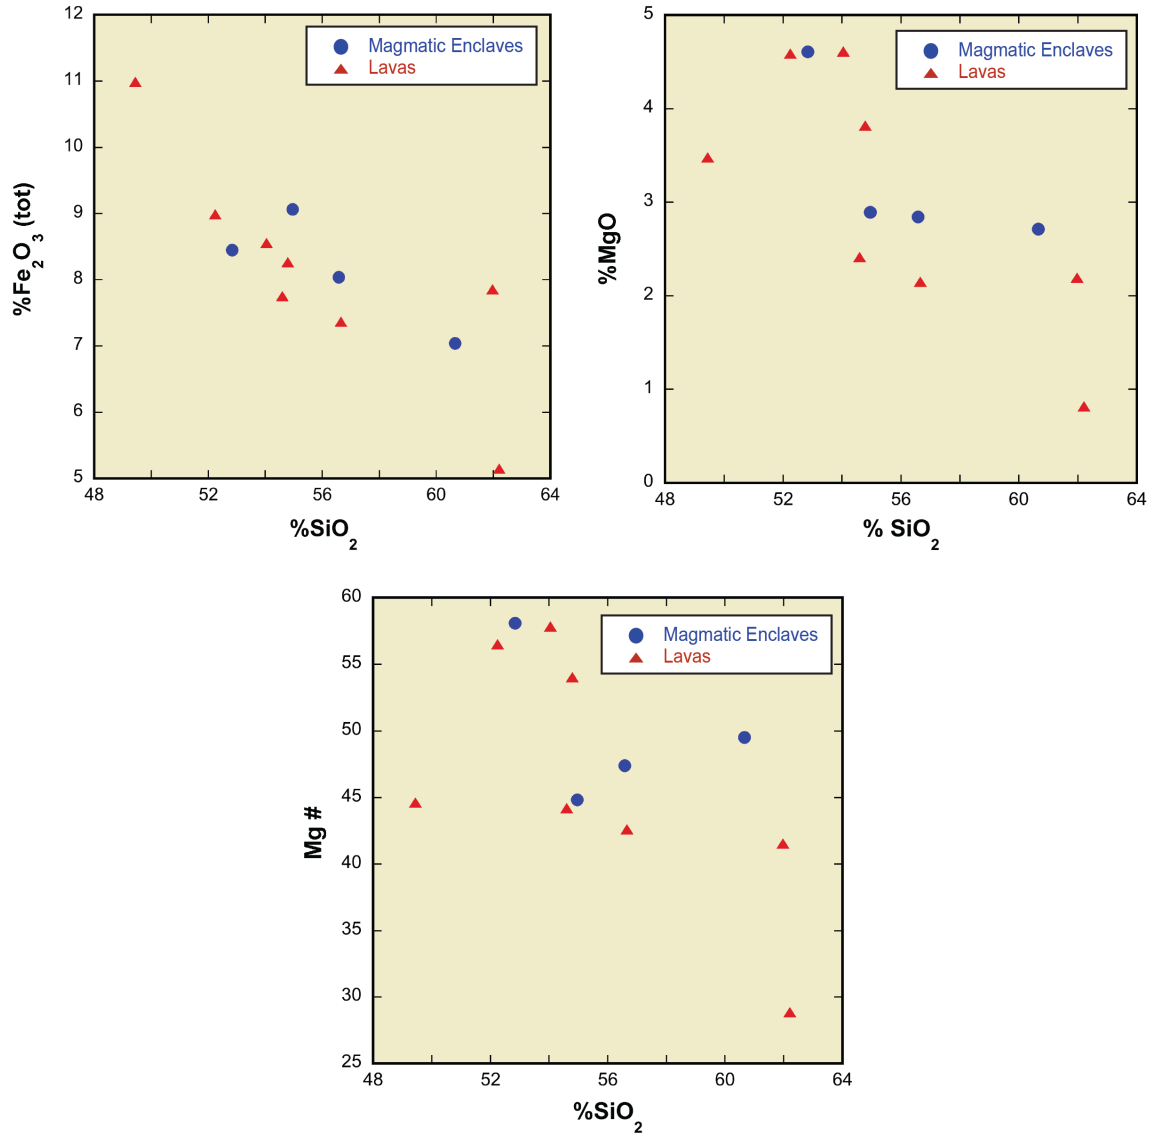 12
11
10
9
8
7
6
5
48 52 56 60 64
%Fe2O3 (tot)
%SiO2
Magmatic Enclaves
Lavas
5
4
3
2
1
0
48 52 56 60 64
%MgO
% SiO2
Magmatic Enclaves
Lavas
60
55
50
45
40
35
30
25
48 52 56 60 64
Mg #
%SiO2
Magmatic Enclaves
Lavas